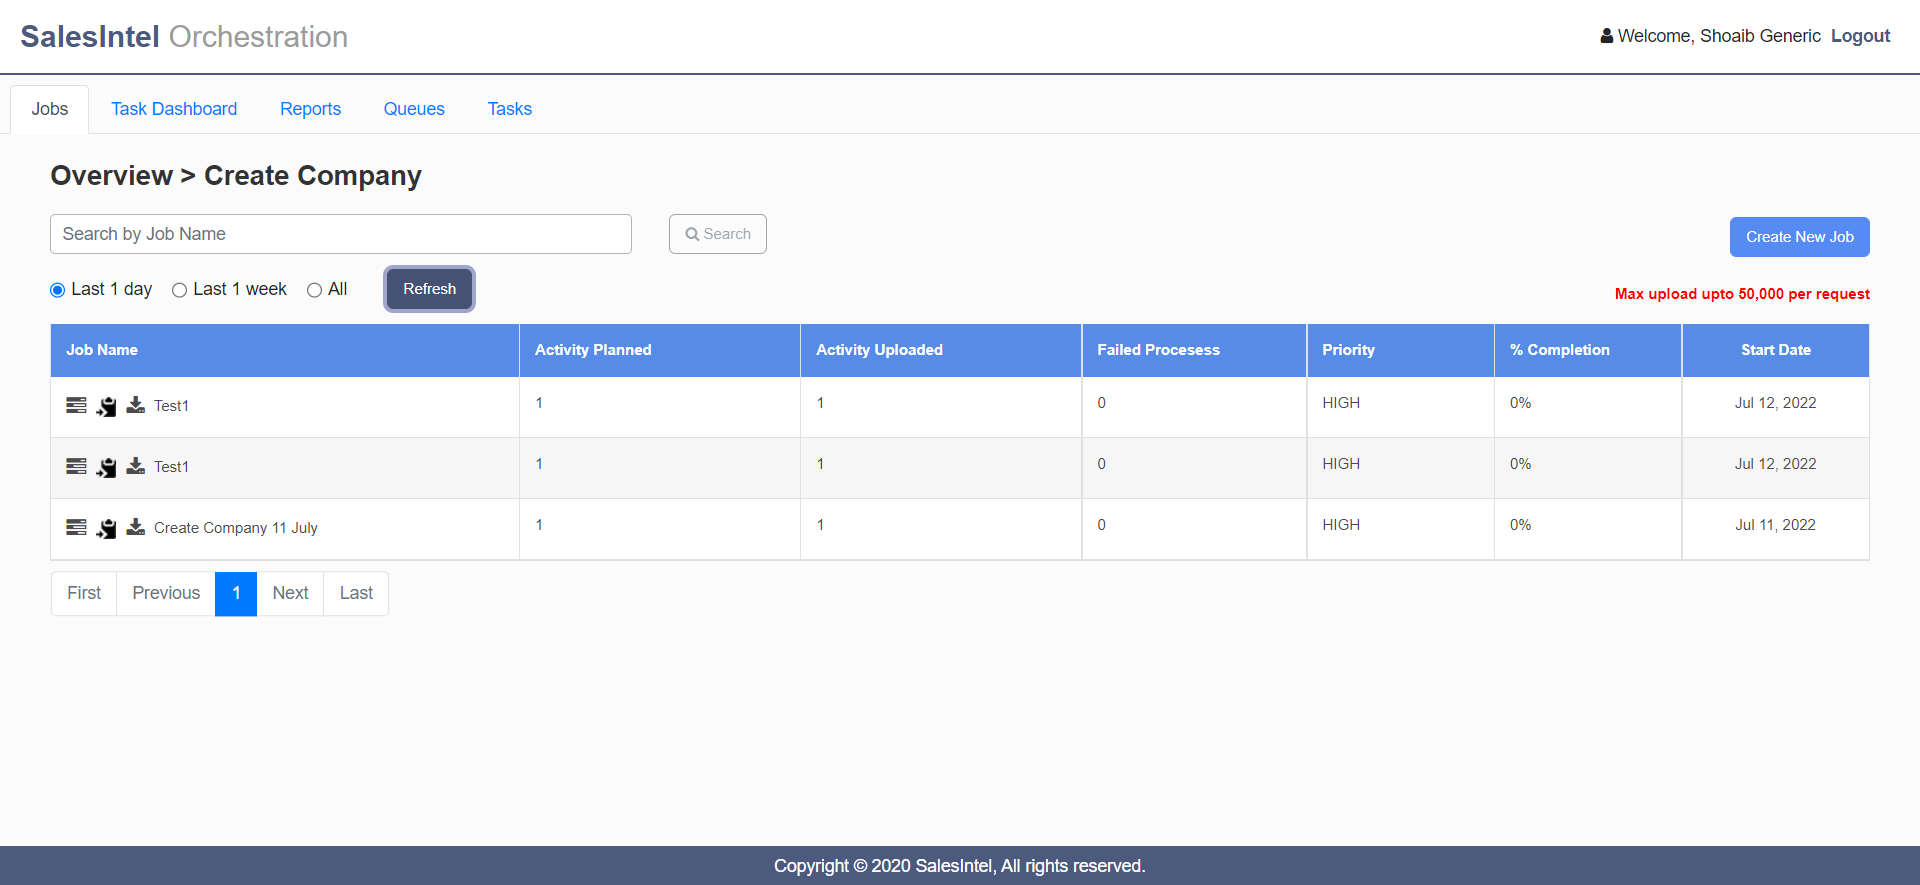 SalesIntel Orchestration
Welcome, Shoaib Generic Logout
Jobs Task Dashboard Reports Queues Tasks
Overview > Create Company
Search by Job Name Search Create New Job
Last 1 day Last 1 week All Refresh
Max upload upto 50,000 per request
Job Name Activity Planned Activity Uploaded Failed Procesess Priority % Completion Start Date
Test1 1 1 0 HIGH 0% Jul 12, 2022
Test1 1 1 0 HIGH 0% Jul 12, 2022
Create Company 11 July 1 1 0 HIGH 0% Jul 11, 2022
First Previous 1 Next Last
Copyright © 2020 SalesIntel, All rights reserved.